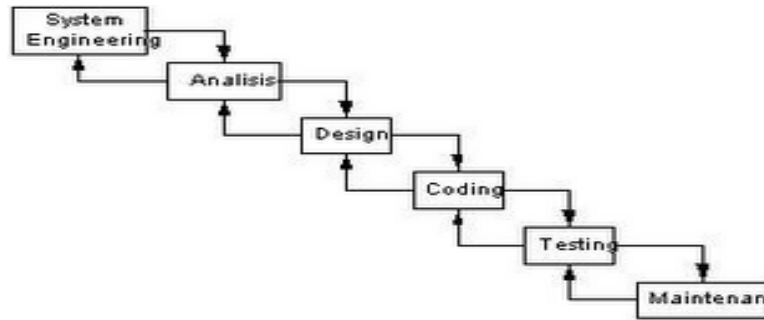 System
Engineering
Analisis
Design
Coding
Testing
Maintenan